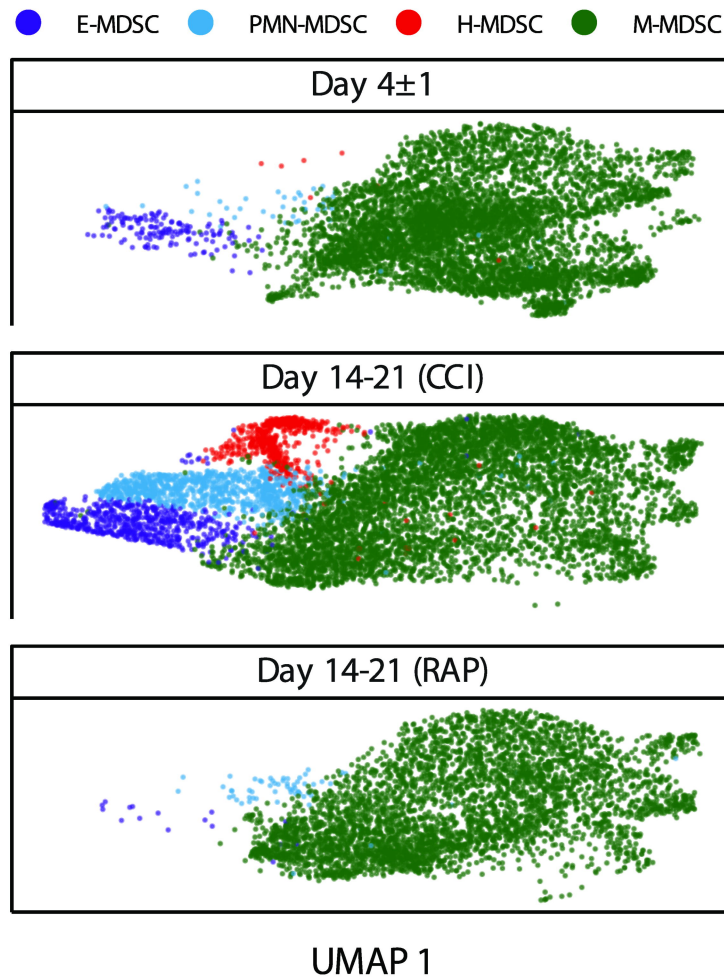 E-MDSC PMN-MDSC H-MDSC M-MDSC
Day 4±1
Day 14-21 (CCI)
Day 14-21 (RAP)
UMAP 1